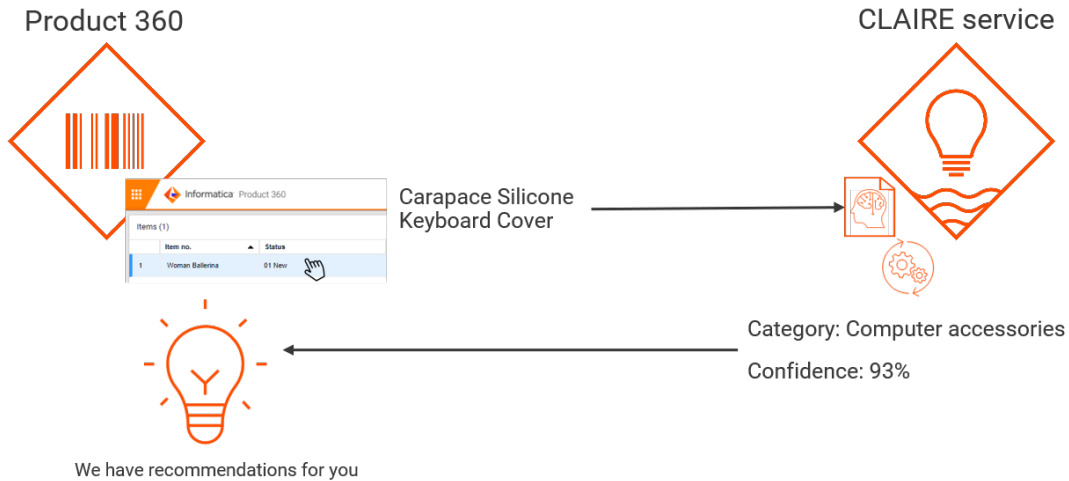 Product 360
CLAIRE service
Informatica Product 360
Items (1)
Item no. Status
1 Woman Ballerina 01 New
Carapace Silicone
Keyboard Cover
Category: Computer accessories
Confidence: 93%
We have recommendations for you